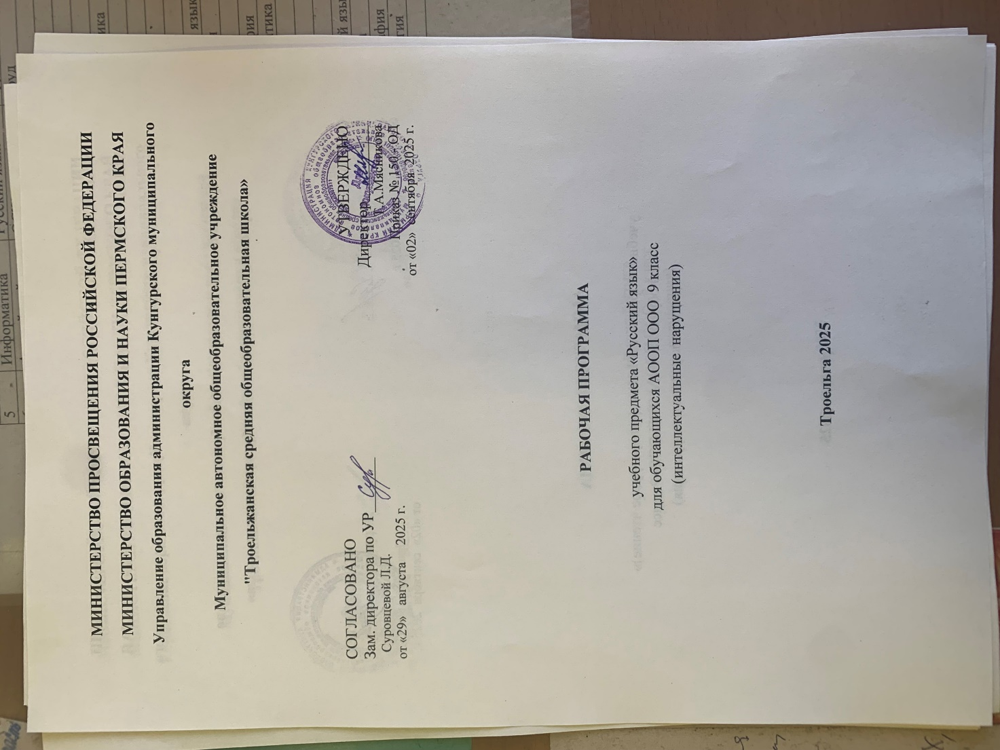 МИНИСТЕРСТВО ПРОСВЕЩЕНИЯ РОССИЙСКОЙ ФЕДЕРАЦИИ
МИНИСТЕРСТВО ОБРАЗОВАНИЯ И НАУКИ ПЕРМСКОГО КРАЯ
Управление образования администрации Кунгурского муниципального
округа
Муниципальное автономное общеобразовательное учреждение
"Троельжанская средняя общеобразовательная школа»
СОГЛАСОВАНО
Зам. директора по УР
Суровцевой Л.Д.
от «29» августа 2025 г.
УТВЕРЖДЕНО
Директор
Т.А.Мясникова
Приказ № 150 ОД
от «02» сентября 2025 г.
РАБОЧАЯ ПРОГРАММА
учебного предмета «Русский язык»
для обучающихся АООП ООО 9 класс
(интеллектуальные нарушения)
Троельга 2025
5 Информатика